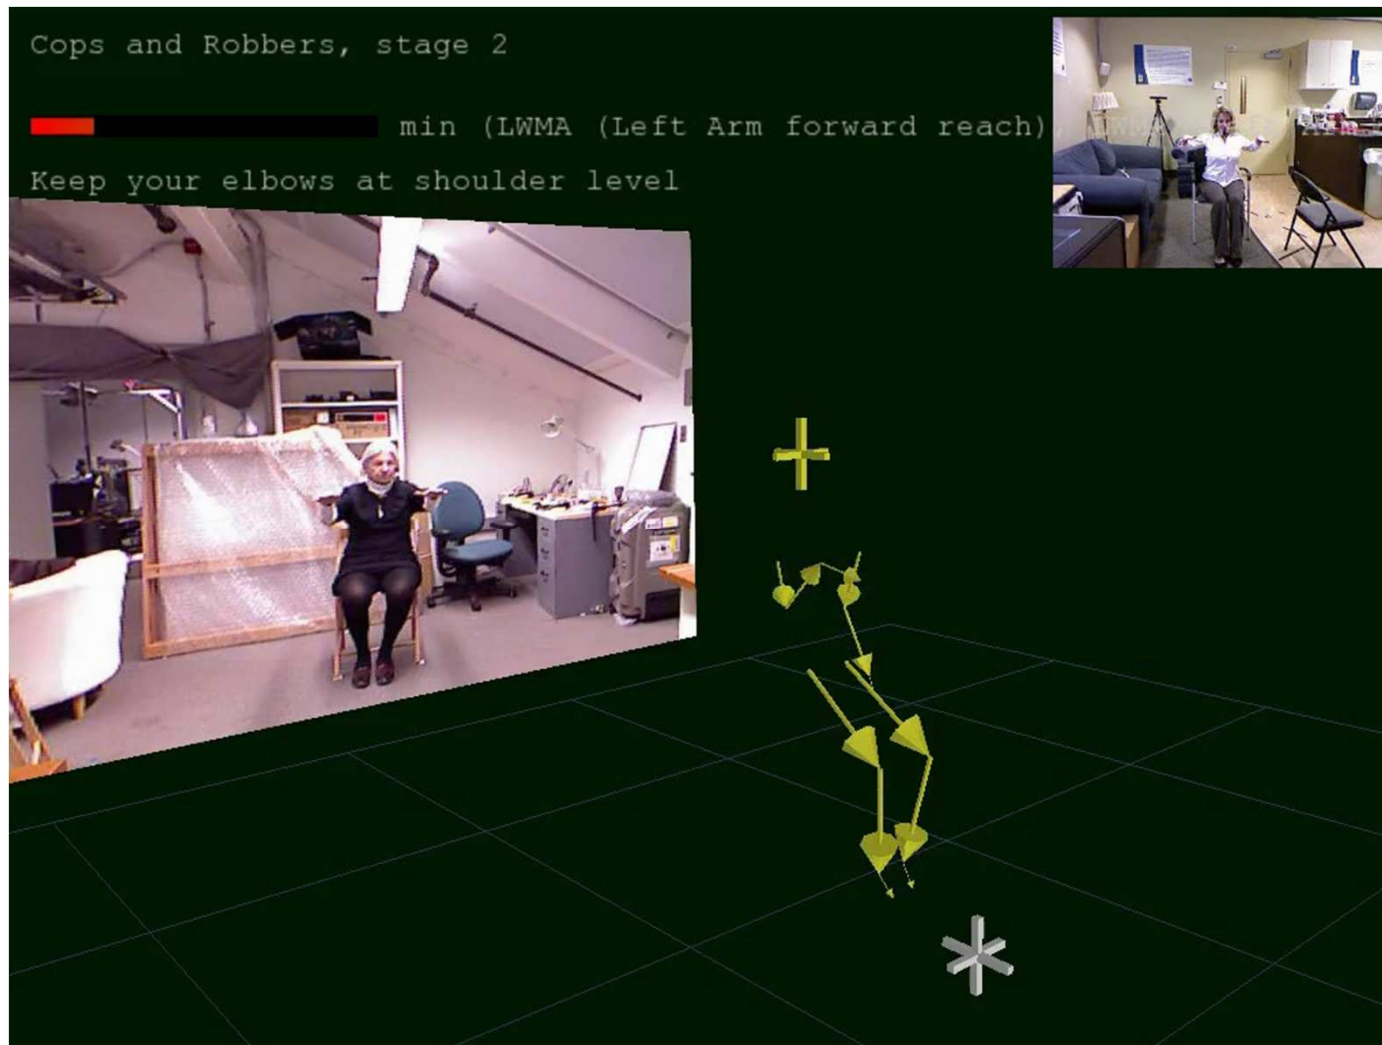 Cops and Robbers, stage 2
min (LWMA (Left Arm forward reach),
Keep your elbows at shoulder level